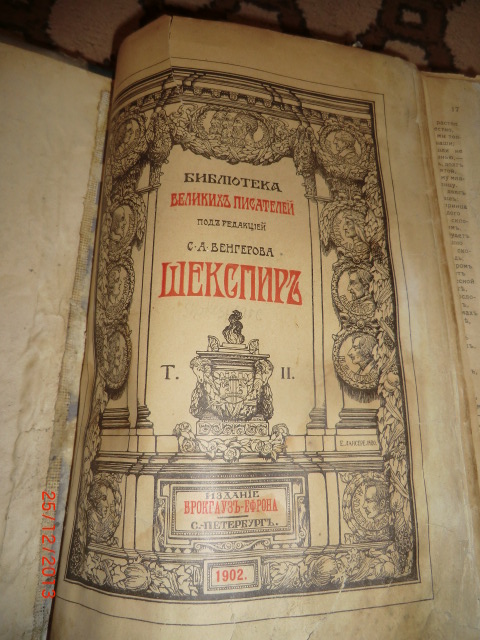 БИБЛІОТЕКА
ВЕЛИКИХЪ ПИСАТЕЛЕЙ
ПОДЪ РЕДАКЦІЕЙ
С·А·ВЕНГЕРОВА
ШЕКСПИРЪ
Т. II.
ИЗДАНІЕ
БРОКГАУЗЪ-ЕФРОНА
С.-ПЕТЕРБУРГЪ.
1902.
25/12/2013